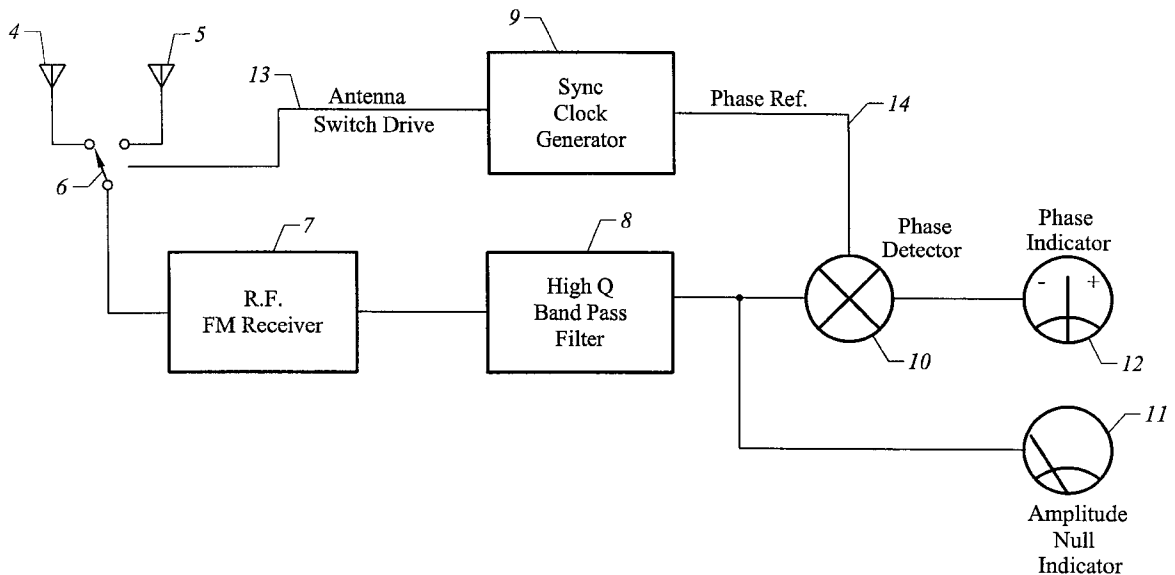 4
5
9
13
Antenna
Switch Drive
Sync
Clock
Generator
Phase Ref.
14
6
7
R.F.
FM Receiver
8
High Q
Band Pass
Filter
Phase
Detector
10
Phase
Indicator
- +
12
11
Amplitude
Null
Indicator